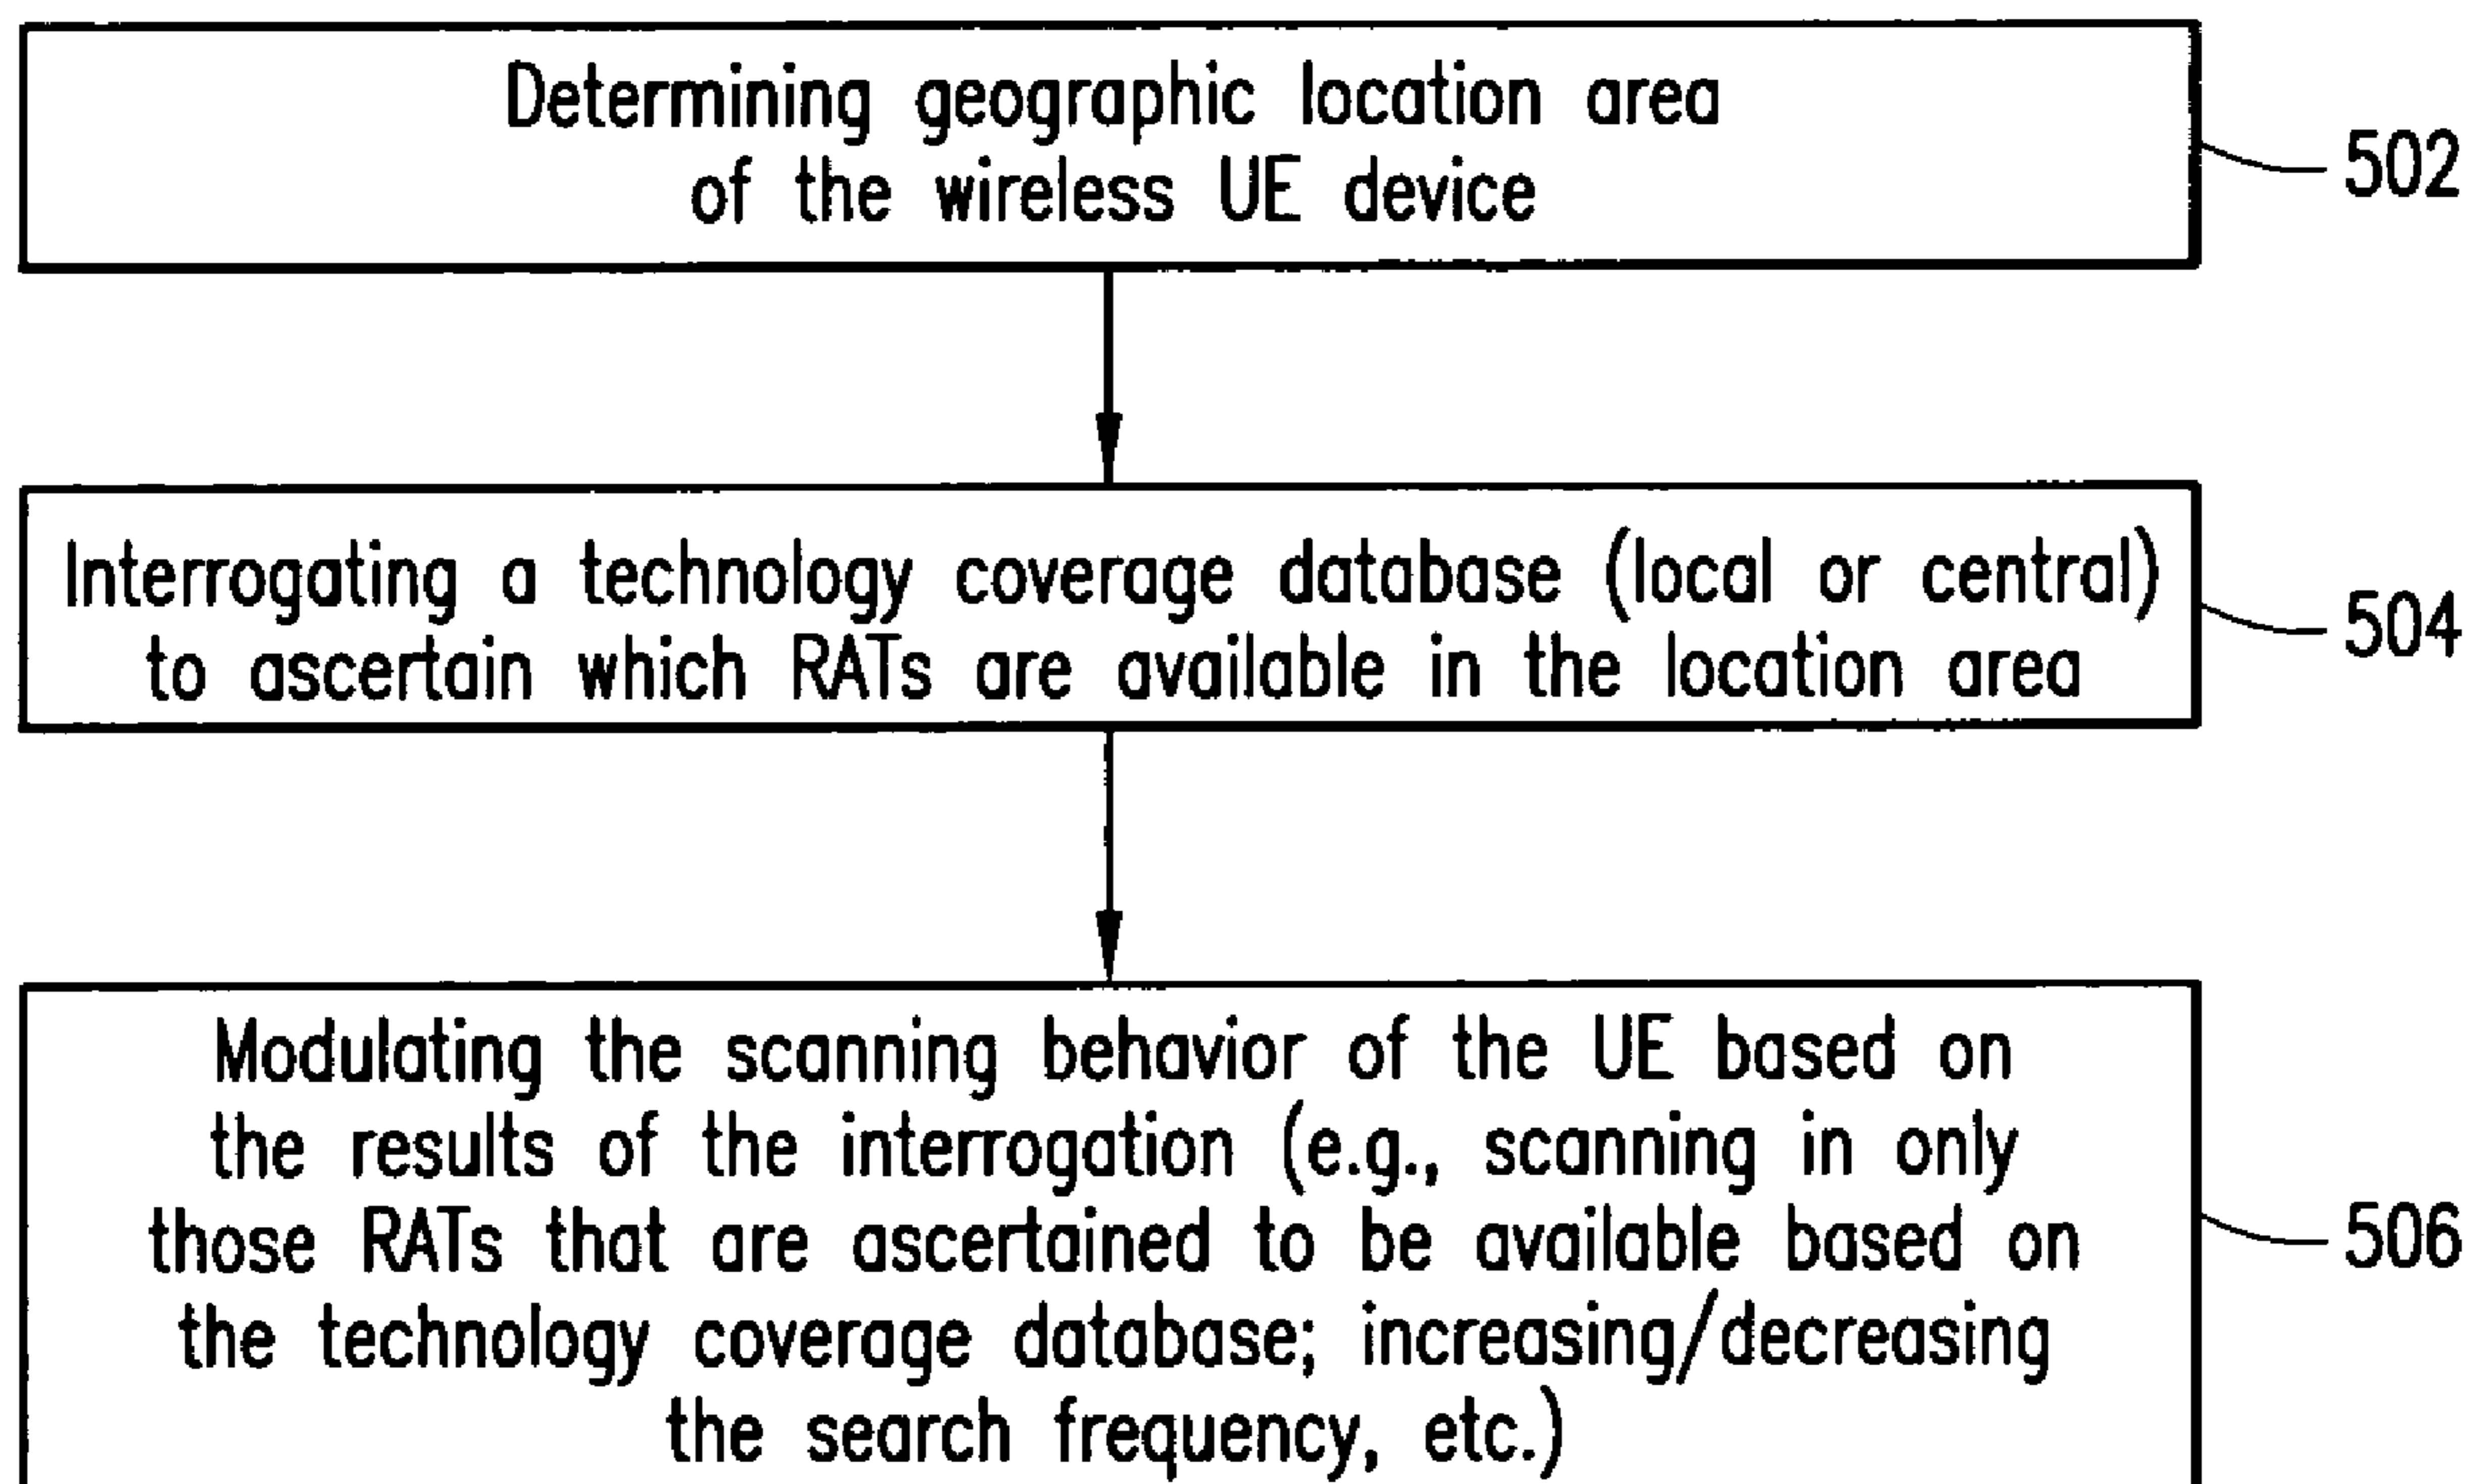 Determining geographic location area
of the wireless UE device
502
Interrogating a technology coverage database (local or central)
to ascertain which RATs are available in the location area
504
Modulating the scanning behavior of the UE based on
the results of the interrogation (e.g., scanning in only
those RATs that are ascertained to be available based on
the technology coverage database; increasing/decreasing
the search frequency, etc.)
506